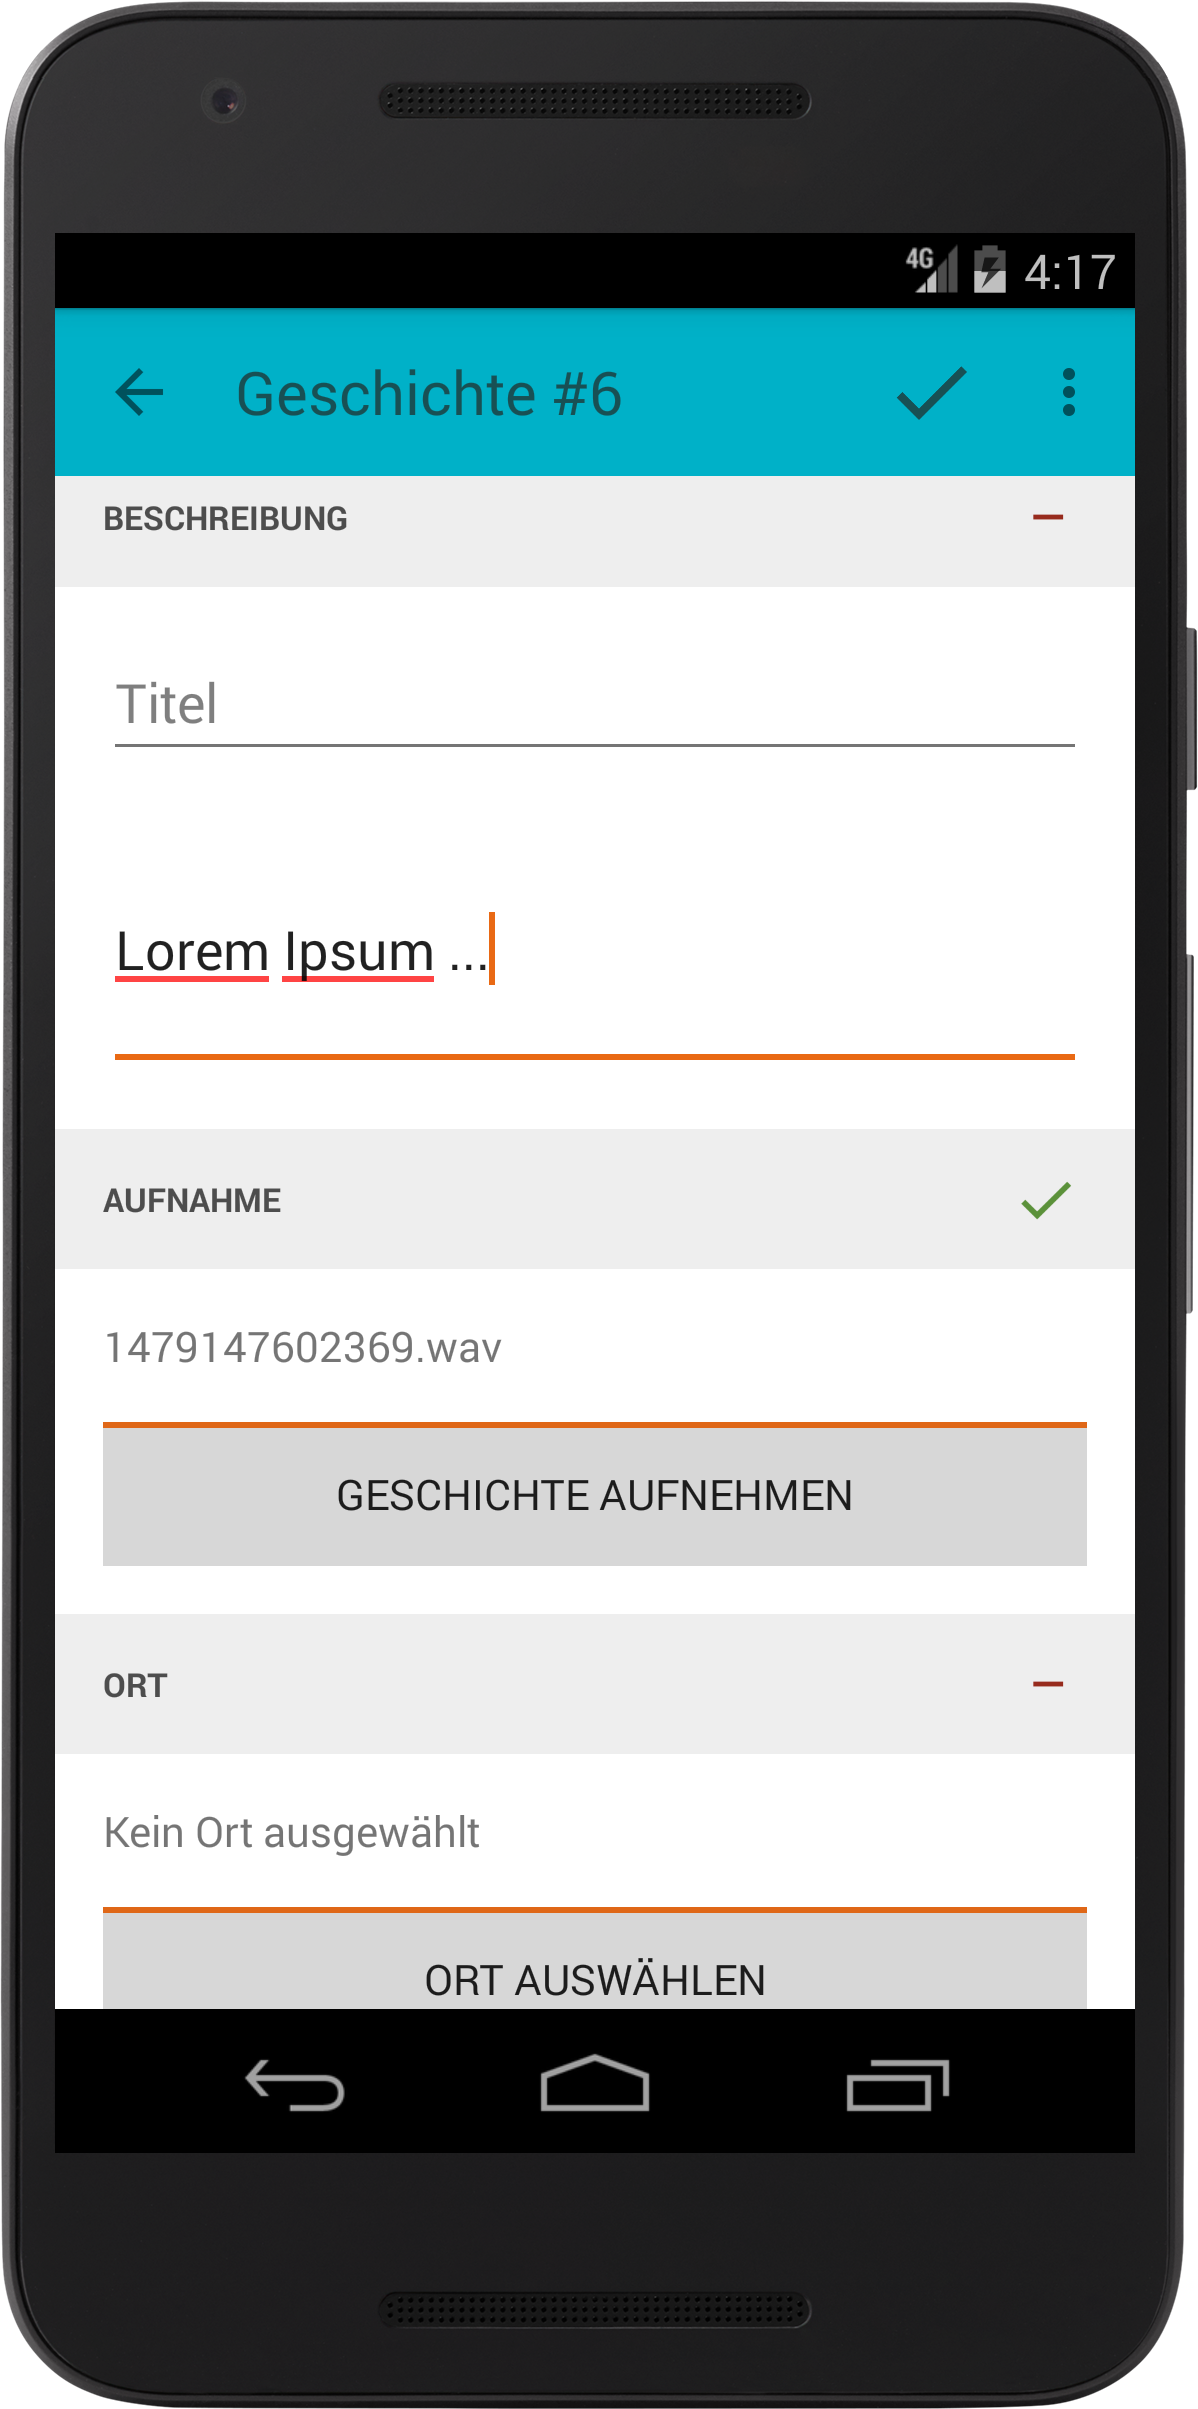 4G 4:17
Geschichte #6
BESCHREIBUNG
Titel
Lorem Ipsum ...
AUFNAHME
1479147602369.wav
GESCHICHTE AUFNEHMEN
ORT
Kein Ort ausgewählt
ORT AUSWÄHLEN